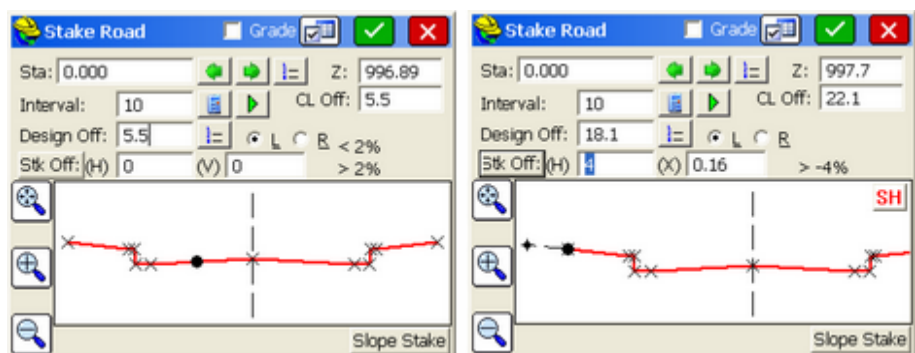 Stake Road Grade
Sta: 0.000 Z: 996.89
Interval: 10 CL Off: 5.5
Design Off: 5.5 L R < 2%
Stk Off: (H) 0 (V) 0 > 2%
Slope Stake
Stake Road Grade
Sta: 0.000 Z: 997.7
Interval: 10 CL Off: 22.1
Design Off: 18.1 L R
Stk Off: (H) 4 (X) 0.16 > -4%
SH
Slope Stake